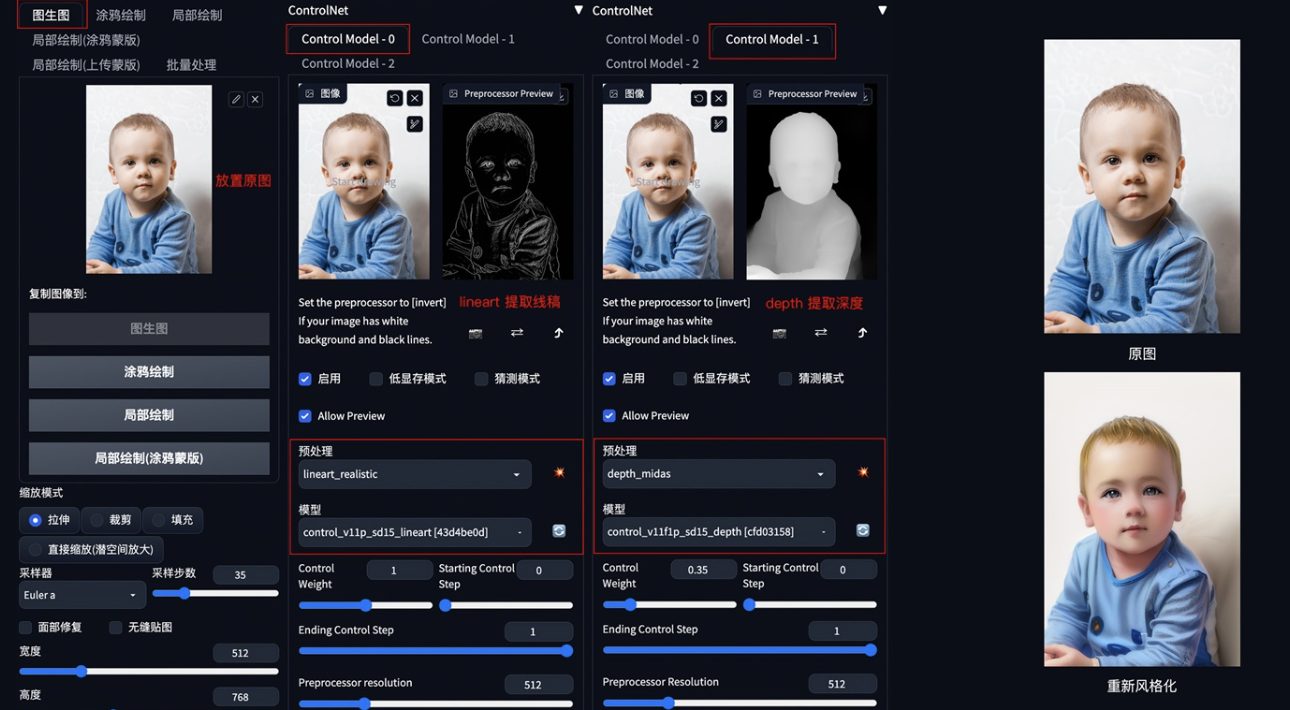 图生图
涂鸦绘制
局部绘制
局部绘制(涂鸦蒙版)
局部绘制(上传蒙版)
批量处理
放置原图
复制图像到:
图生图
涂鸦绘制
局部绘制
局部绘制(涂鸦蒙版)
缩放模式
拉伸
裁剪
填充
直接缩放(潜空间放大)
采样器
Euler a
采样步数
35
面部修复
无缝贴图
宽度
512
高度
768
ControlNet
Control Model - 0
Control Model - 1
Control Model - 2
图像
Preprocessor Preview
Start drawing
Set the preprocessor to [invert]
If your image has white
background and black lines.
lineart 提取线稿
启用
低显存模式
猜测模式
Allow Preview
预处理
lineart_realistic
模型
control_v11p_sd15_lineart [43d4be0d]
Control
Weight
1
Starting Control
Step
0
Ending Control Step
1
Preprocessor resolution
512
ControlNet
Control Model - 0
Control Model - 1
Control Model - 2
图像
Preprocessor Preview
Start drawing
Set the preprocessor to [invert]
If your image has white
background and black lines.
depth 提取深度
启用
低显存模式
猜测模式
Allow Preview
预处理
depth_midas
模型
control_v11f1p_sd15_depth [cfd03158]
Control
Weight
0.35
Starting Control
Step
0
Ending Control Step
1
Preprocessor Resolution
512
原图
重新风格化